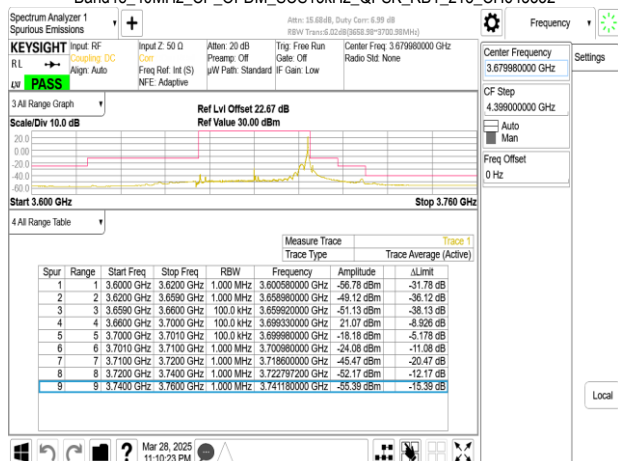 Spectrum Analyzer 1
Spurious Emissions
Attn: 15.68dB, Duty Corr: 6.99 dB
Frequency
KEYSIGHT
Input: RF
Coupling: DC
Align: Auto
Input Z: 50 Ω
Corr
Freq Ref: Int (S)
NFE: Adaptive
Atten: 20 dB
Preamp: Off
µW Path: Standard
Trig: Free Run
Gate: Off
IF Gain: Low
Center Freq: 3.679980000 GHz
Radio Std: None
RL
LXI
PASS
Center Frequency
3.679980000 GHz
Settings
CF Step
4.399000000 GHz
Auto
Man
Freq Offset
0 Hz
3 All Range Graph
Ref Lvl Offset 22.67 dB
Scale/Div 10.0 dB
Ref Value 30.00 dBm
20.0
0.00
-20.0
-40.0
-60.0
Start 3.600 GHz
Stop 3.760 GHz
4 All Range Table
Measure Trace Trace 1
Trace Type Trace Average (Active)
Spur Range Start Freq Stop Freq RBW Frequency Amplitude ΔLimit
1 1 3.6000 GHz 3.6200 GHz 1.000 MHz 3.600580000 GHz -56.78 dBm -31.78 dB
2 2 3.6200 GHz 3.6590 GHz 1.000 MHz 3.658980000 GHz -49.12 dBm -36.12 dB
3 3 3.6590 GHz 3.6600 GHz 100.0 kHz 3.659920000 GHz -51.13 dBm -38.13 dB
4 4 3.6600 GHz 3.7000 GHz 100.0 kHz 3.699330000 GHz 21.07 dBm -8.926 dB
5 5 3.7000 GHz 3.7010 GHz 100.0 kHz 3.699980000 GHz -18.18 dBm -5.178 dB
6 6 3.7010 GHz 3.7100 GHz 1.000 MHz 3.700980000 GHz -24.08 dBm -11.08 dB
7 7 3.7100 GHz 3.7200 GHz 1.000 MHz 3.718600000 GHz -45.47 dBm -20.47 dB
8 8 3.7200 GHz 3.7400 GHz 1.000 MHz 3.722797200 GHz -52.17 dBm -12.17 dB
9 9 3.7400 GHz 3.7600 GHz 1.000 MHz 3.741180000 GHz -55.39 dBm -15.39 dB
Local
Mar 28, 2025
11:10:23 PM